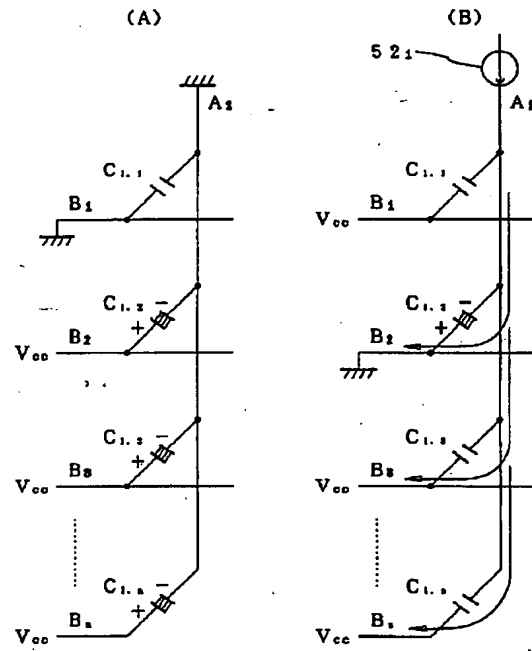 (A)
A₁
C₁.₁
B₁
C₁.₂ −
+
B₂
Vcc
C₁.₃ −
+
B₃
Vcc
C₁.ₙ −
+
Bₙ
Vcc
(B)
52₁
A₁
C₁.₁
B₁
Vcc
C₁.₂ −
+
B₂
C₁.₃
B₃
Vcc
C₁.ₙ
Bₙ
Vcc